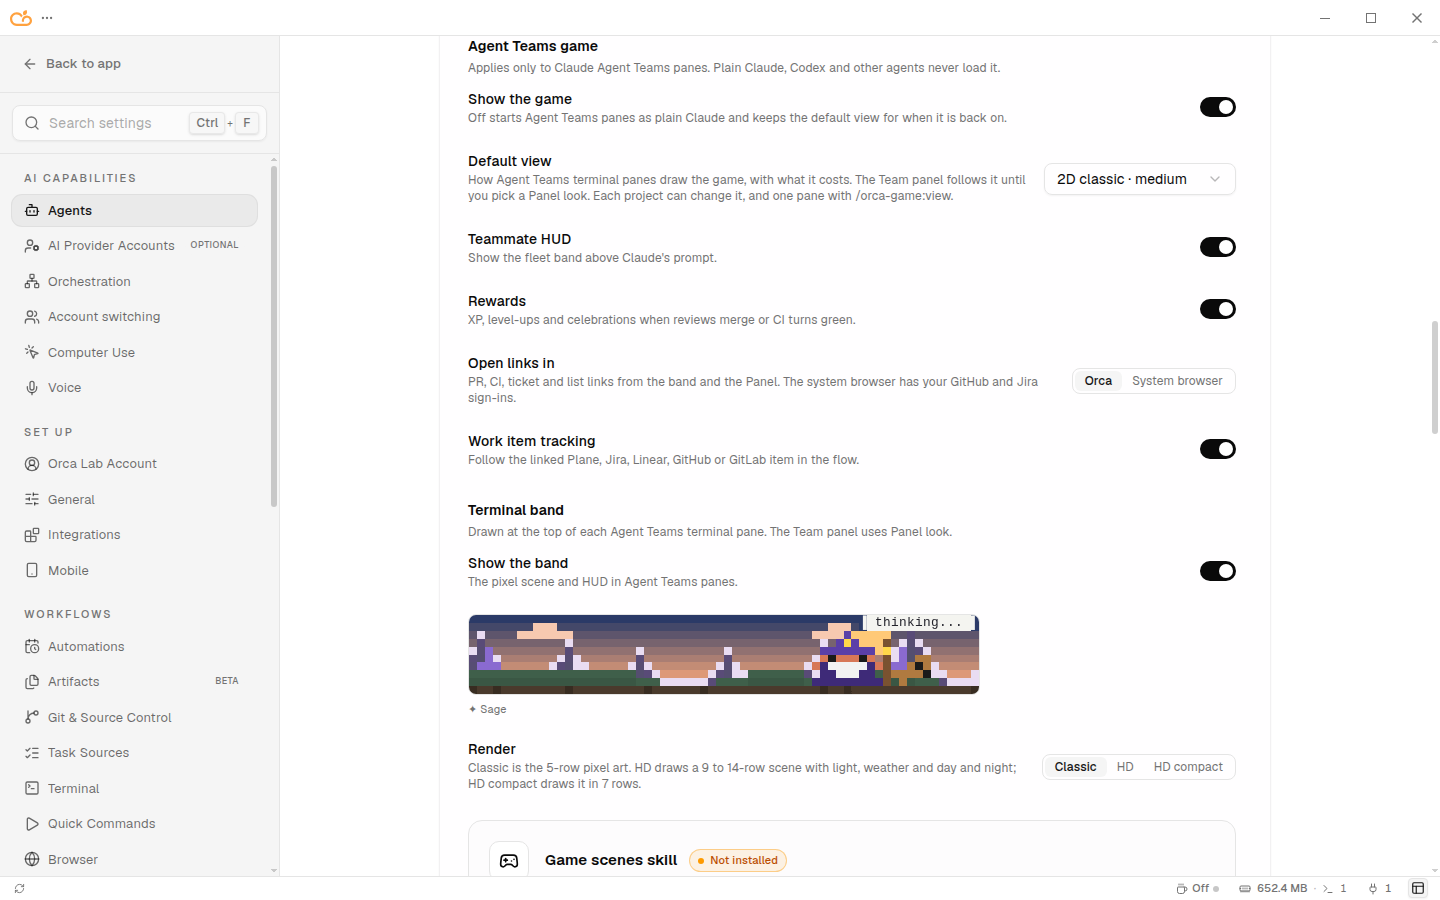 Back to app
Search settings
Ctrl + F
AI CAPABILITIES
Agents
AI Provider Accounts OPTIONAL
Orchestration
Account switching
Computer Use
Voice
SET UP
Orca Lab Account
General
Integrations
Mobile
WORKFLOWS
Automations
Artifacts BETA
Git & Source Control
Task Sources
Terminal
Quick Commands
Browser
Agent Teams game
Applies only to Claude Agent Teams panes. Plain Claude, Codex and other agents never load it.
Show the game
Off starts Agent Teams panes as plain Claude and keeps the default view for when it is back on.
Default view
How Agent Teams terminal panes draw the game, with what it costs. The Team panel follows it until
you pick a Panel look. Each project can change it, and one pane with /orca-game:view.
2D classic · medium
Teammate HUD
Show the fleet band above Claude's prompt.
Rewards
XP, level-ups and celebrations when reviews merge or CI turns green.
Open links in
PR, CI, ticket and list links from the band and the Panel. The system browser has your GitHub and Jira
sign-ins.
Orca System browser
Work item tracking
Follow the linked Plane, Jira, Linear, GitHub or GitLab item in the flow.
Terminal band
Drawn at the top of each Agent Teams terminal pane. The Team panel uses Panel look.
Show the band
The pixel scene and HUD in Agent Teams panes.
thinking...
✦ Sage
Render
Classic is the 5-row pixel art. HD draws a 9 to 14-row scene with light, weather and day and night;
HD compact draws it in 7 rows.
Classic HD HD compact
Game scenes skill Not installed
Off 652.4 MB · 1 1